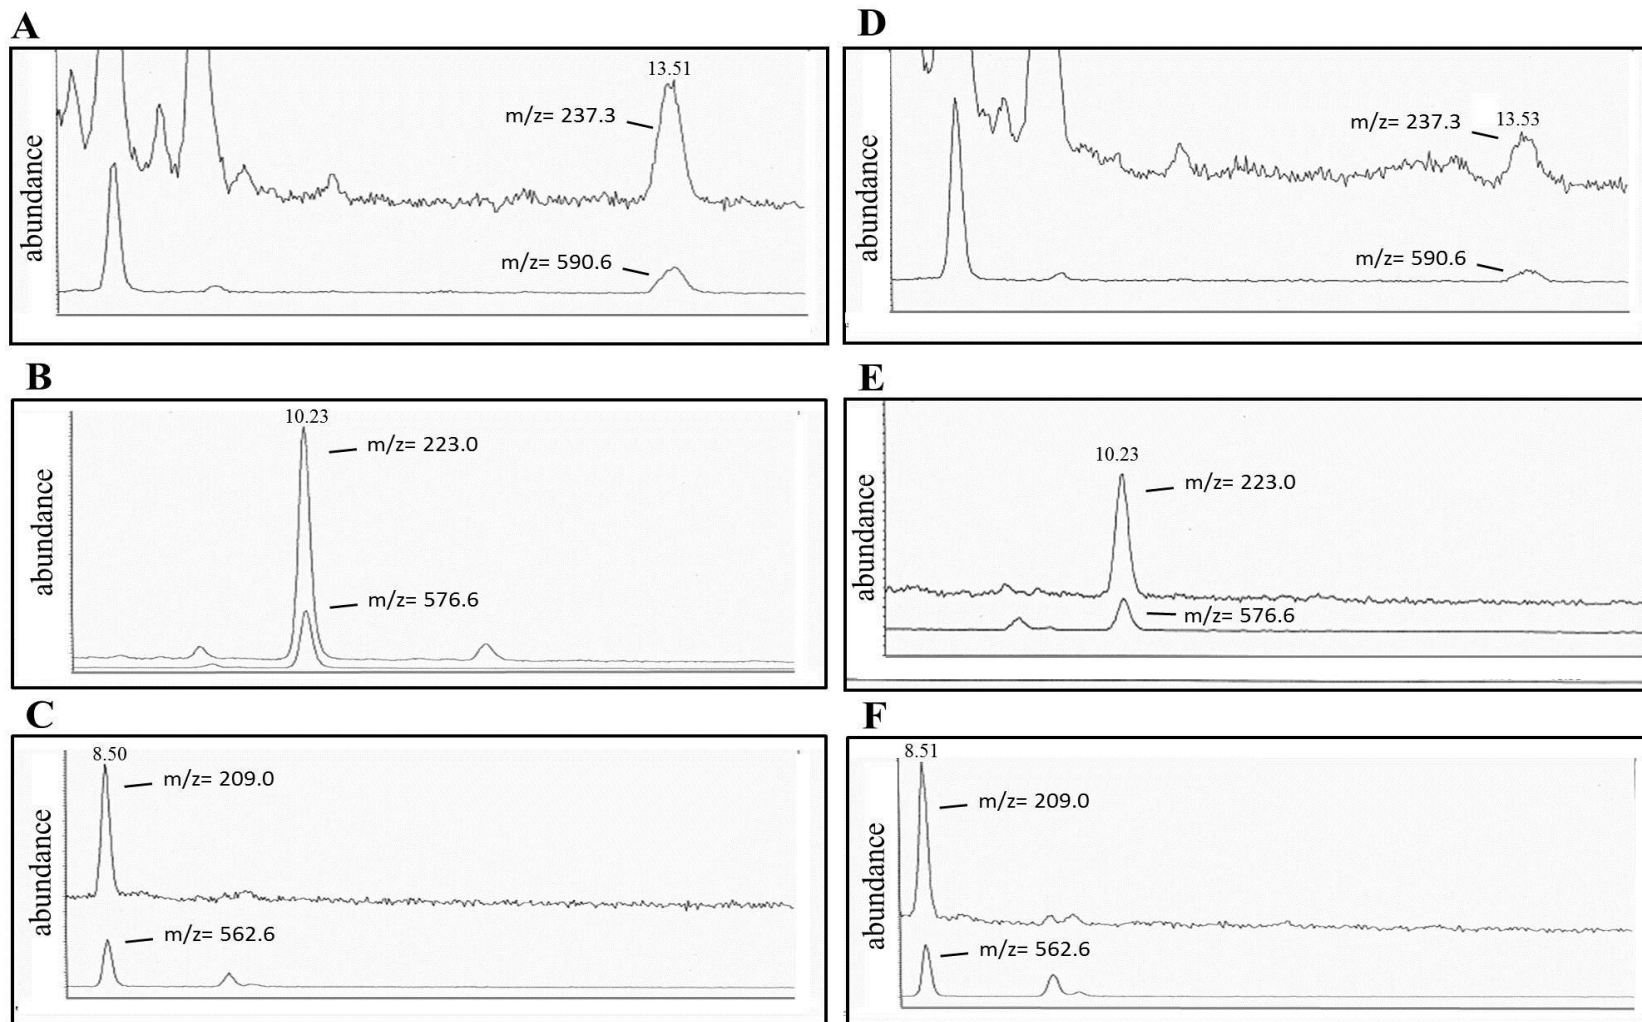 A
abundance
13.51
m/z= 237.3
m/z= 590.6
D
abundance
13.53
m/z= 237.3
m/z= 590.6
B
abundance
10.23
m/z= 223.0
m/z= 576.6
E
abundance
10.23
m/z= 223.0
m/z= 576.6
C
abundance
8.50
m/z= 209.0
m/z= 562.6
F
abundance
8.51
m/z= 209.0
m/z= 562.6